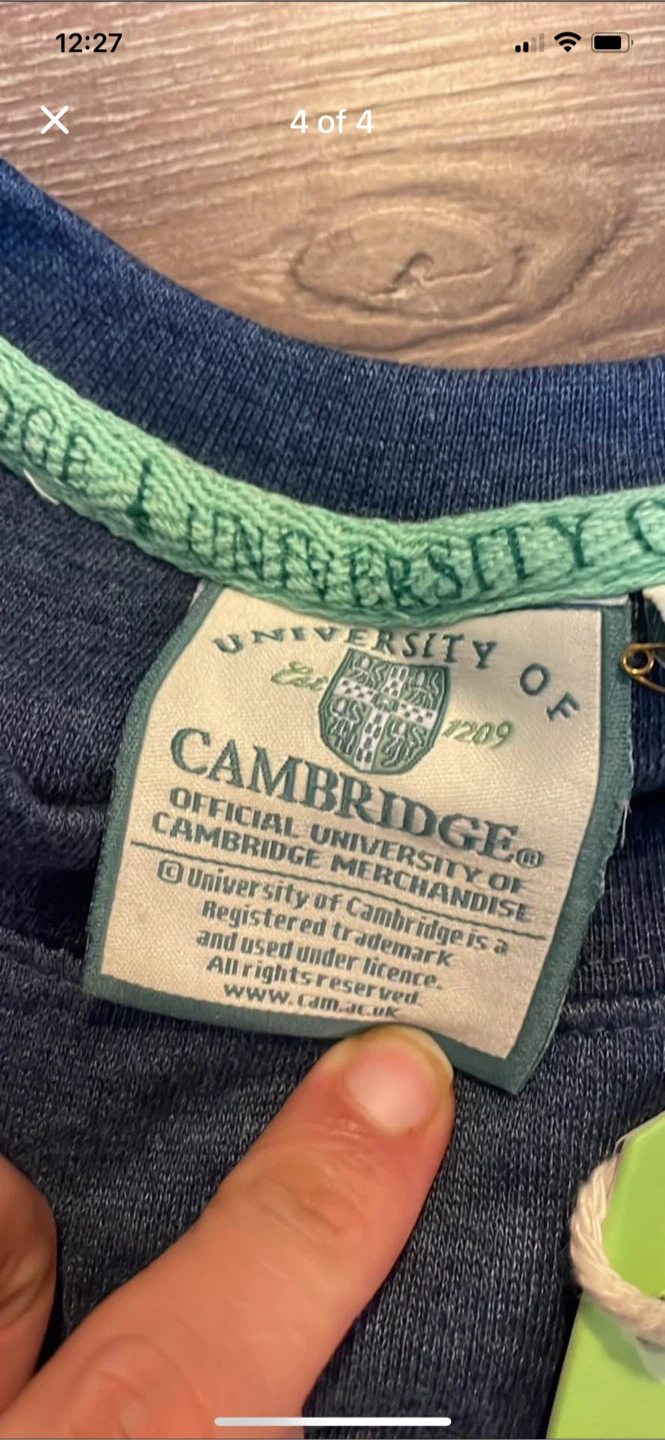 12:27
4 of 4
DGE | UNIVERSITY O
UNIVERSITY OF
Est 1209
CAMBRIDGE®
OFFICIAL UNIVERSITY OF
CAMBRIDGE MERCHANDISE
© University of Cambridge is a
Registered trademark
and used under licence.
All rights reserved.
www.cam.ac.uk